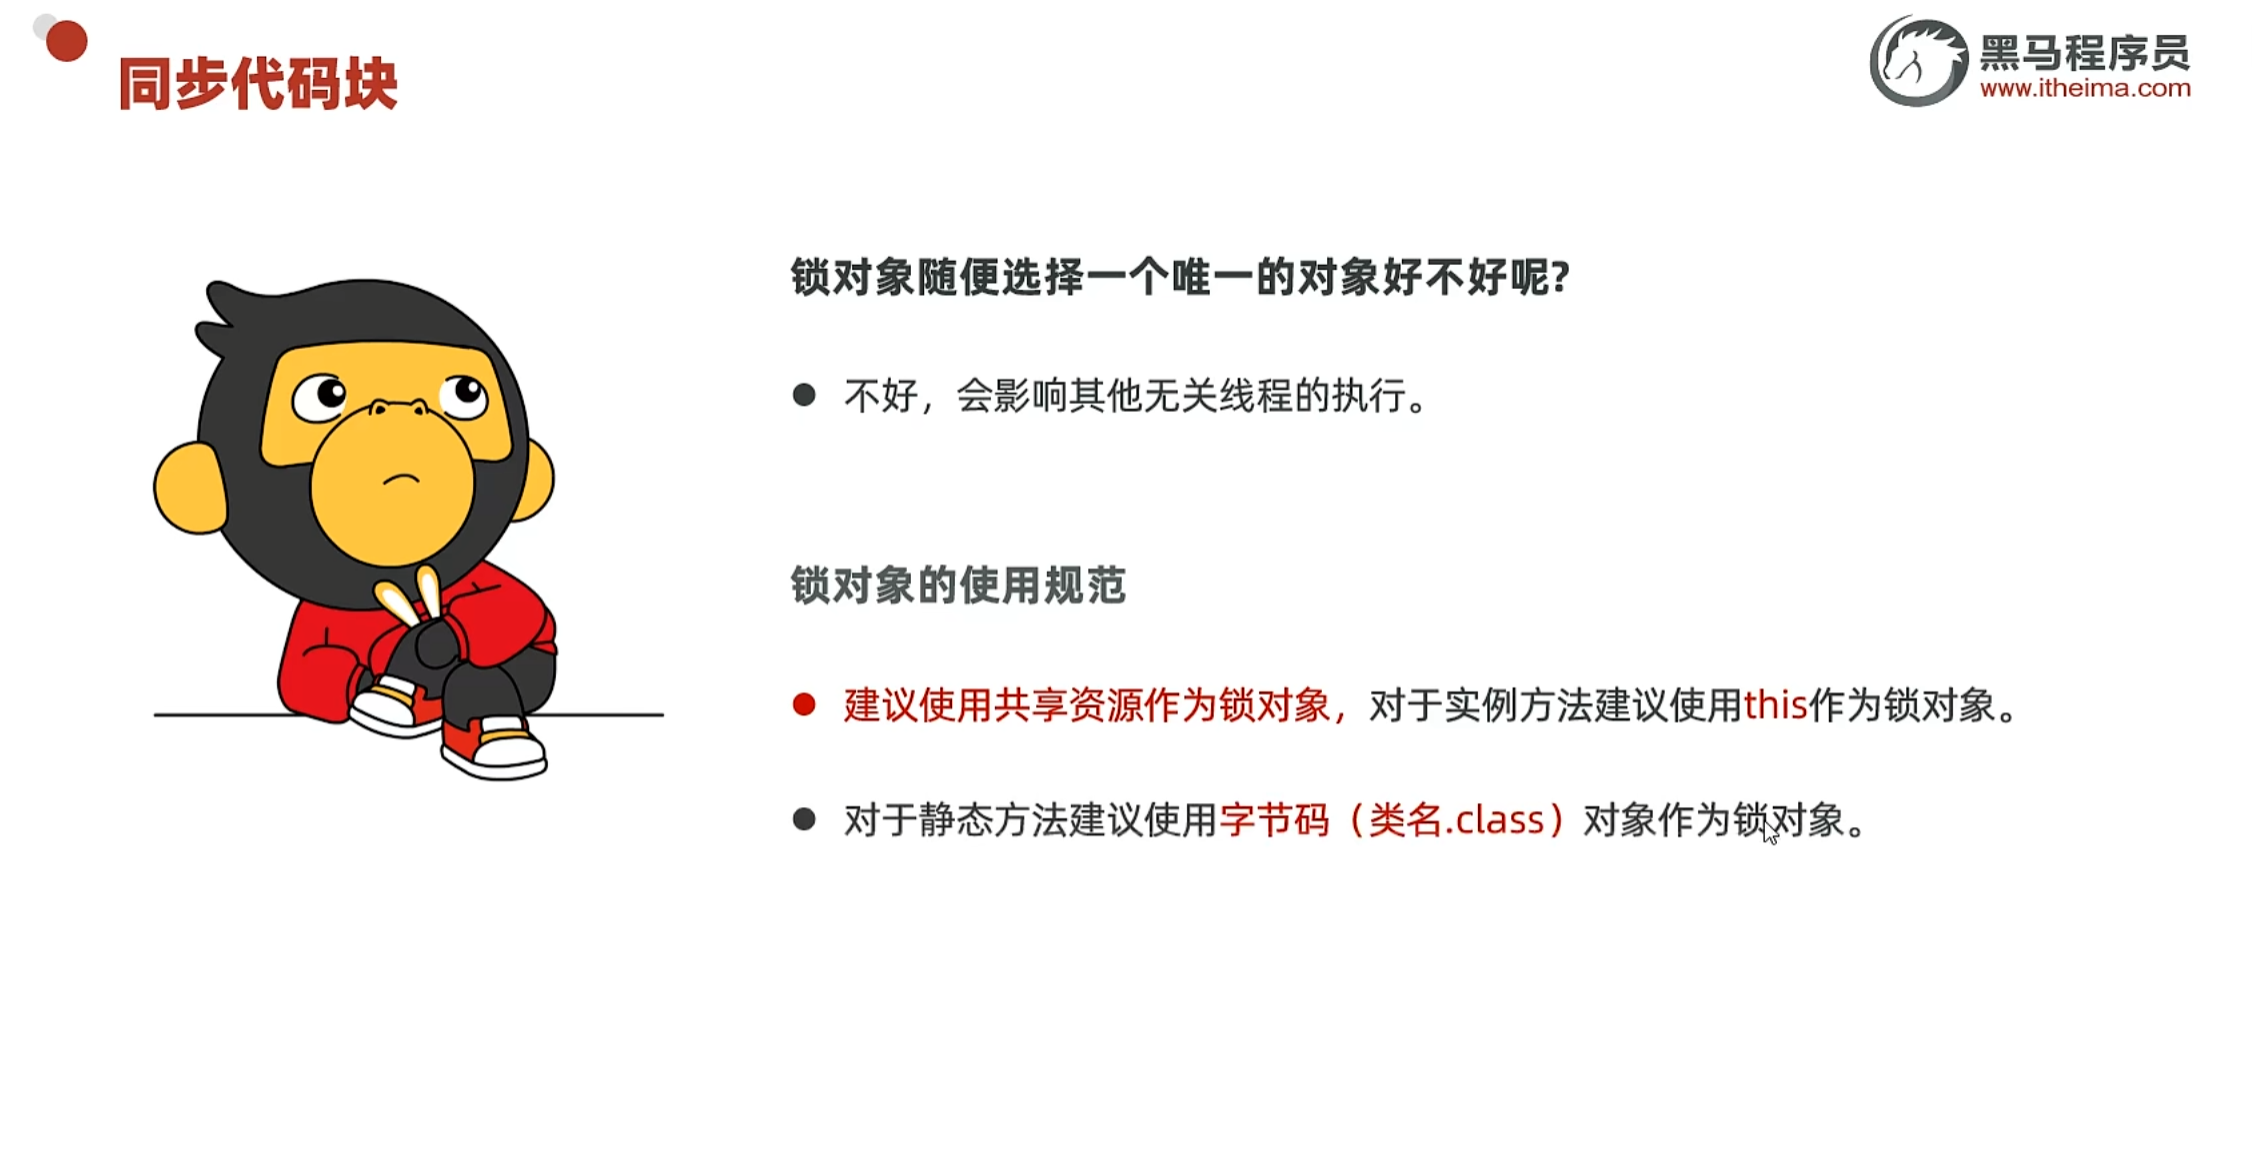 同步代码块
黑马程序员
www.itheima.com
锁对象随便选择一个唯一的对象好不好呢?
不好，会影响其他无关线程的执行。
锁对象的使用规范
建议使用共享资源作为锁对象，对于实例方法建议使用this作为锁对象。
对于静态方法建议使用字节码（类名.class）对象作为锁对象。